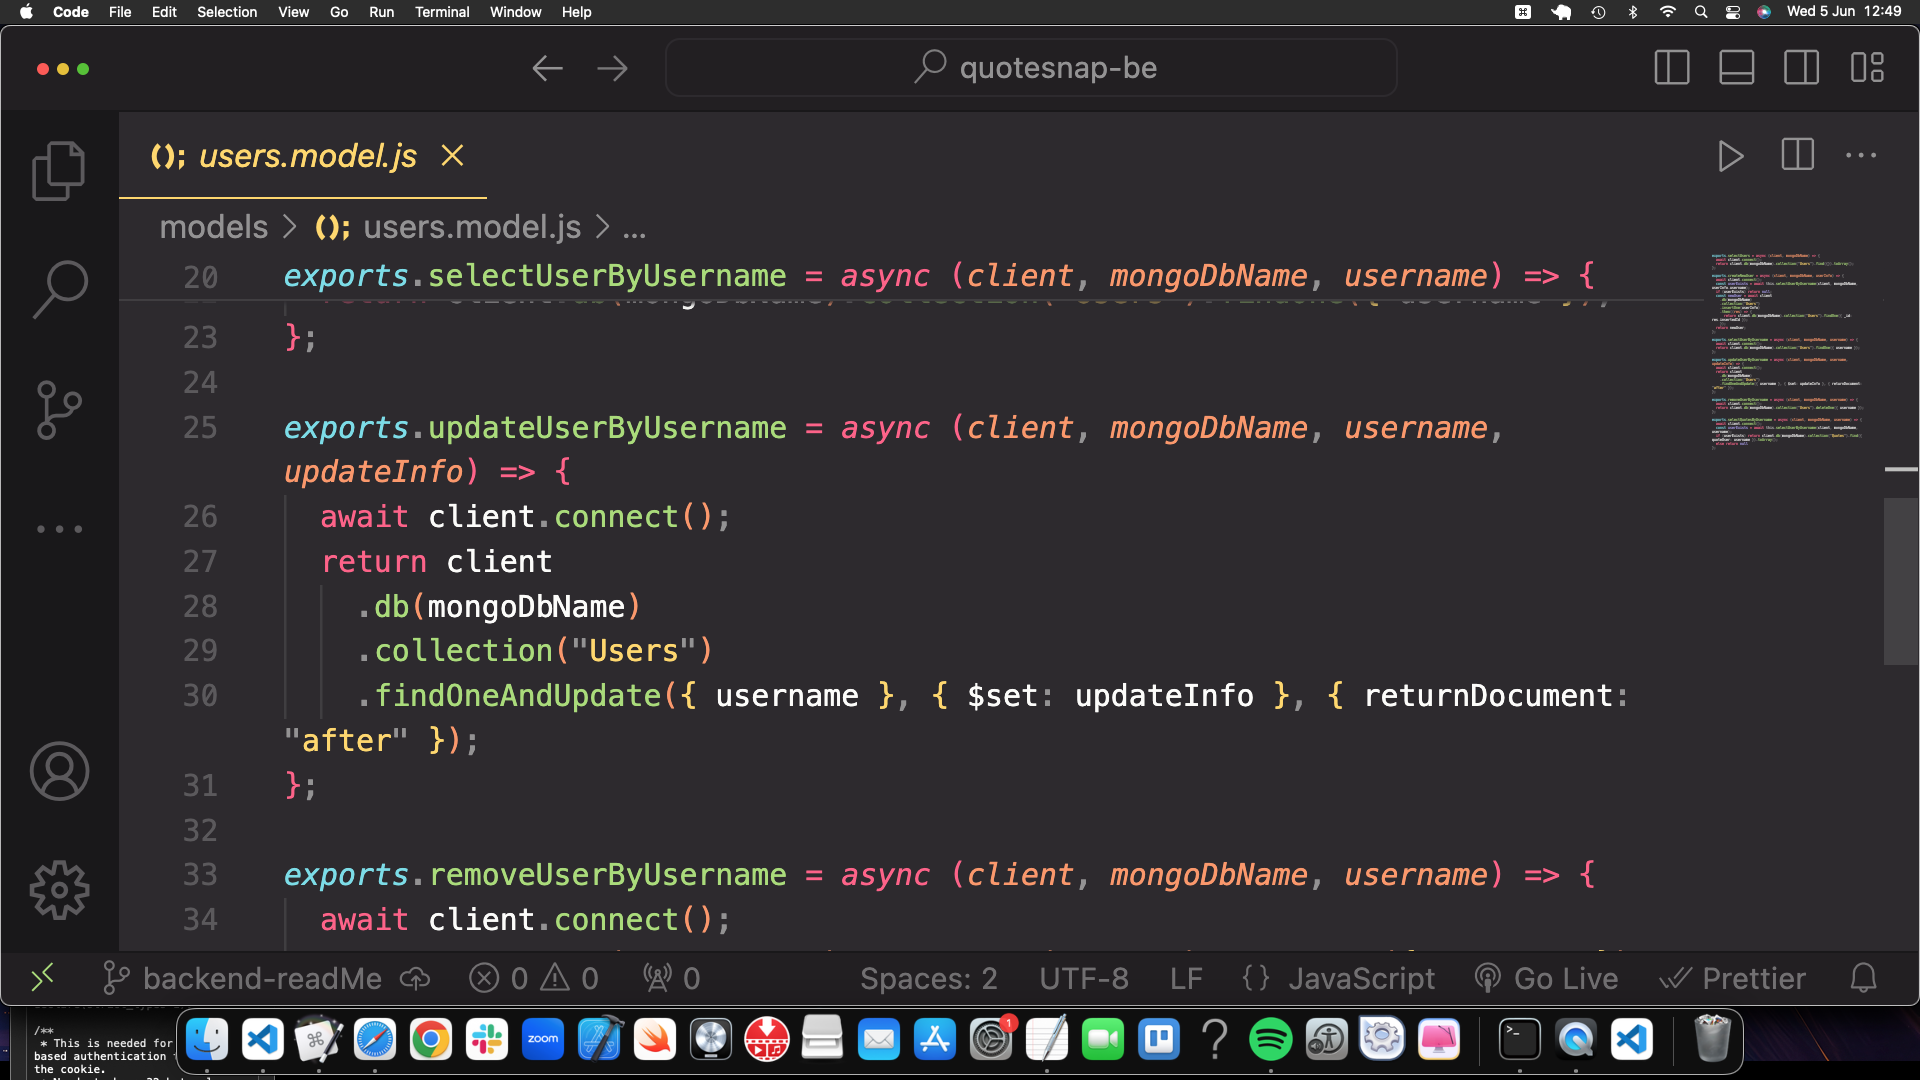 Code File Edit Selection View Go Run Terminal Window Help Wed 5 Jun 12:49
quotesnap-be
users.model.js
models > users.model.js > ...
20 exports.selectUserByUsername = async (client, mongoDbName, username) => {
23 };
24
25 exports.updateUserByUsername = async (client, mongoDbName, username,
updateInfo) => {
26 await client.connect();
27 return client
28 .db(mongoDbName)
29 .collection("Users")
30 .findOneAndUpdate({ username }, { $set: updateInfo }, { returnDocument:
"after" });
31 };
32
33 exports.removeUserByUsername = async (client, mongoDbName, username) => {
34 await client.connect();
backend-readMe 0 0 0 Spaces: 2 UTF-8 LF {} JavaScript Go Live Prettier
/**
* This is needed for
based authentication
the cookie.
zoom
1